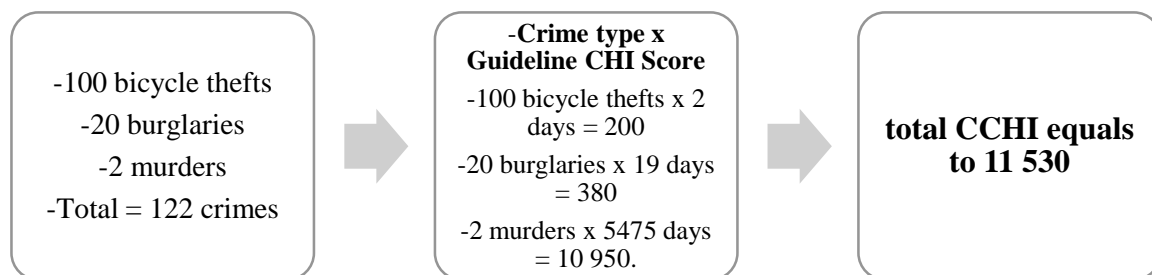 -100 bicycle thefts
-20 burglaries
-2 murders
-Total = 122 crimes
-Crime type x
Guideline CHI Score
-100 bicycle thefts x 2
days = 200
-20 burglaries x 19 days
= 380
-2 murders x 5475 days
= 10 950.
total CCHI equals
to 11 530